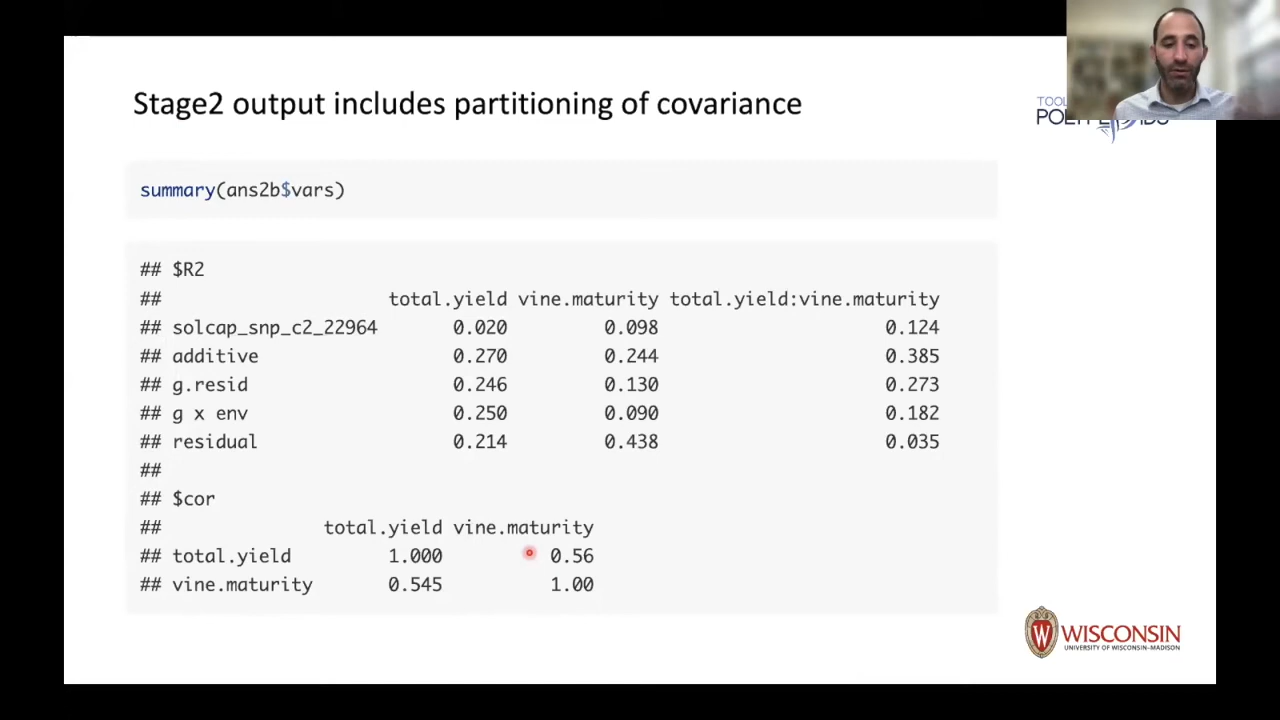 Stage2 output includes partitioning of covariance
summary(ans2b$vars)
## $R2
## total.yield vine.maturity total.yield:vine.maturity
## solcap_snp_c2_22964 0.020 0.098 0.124
## additive 0.270 0.244 0.385
## g.resid 0.246 0.130 0.273
## g x env 0.250 0.090 0.182
## residual 0.214 0.438 0.035
##
## $cor
## total.yield vine.maturity
## total.yield 1.000 0.56
## vine.maturity 0.545 1.00
WISCONSIN
UNIVERSITY OF WISCONSIN–MADISON